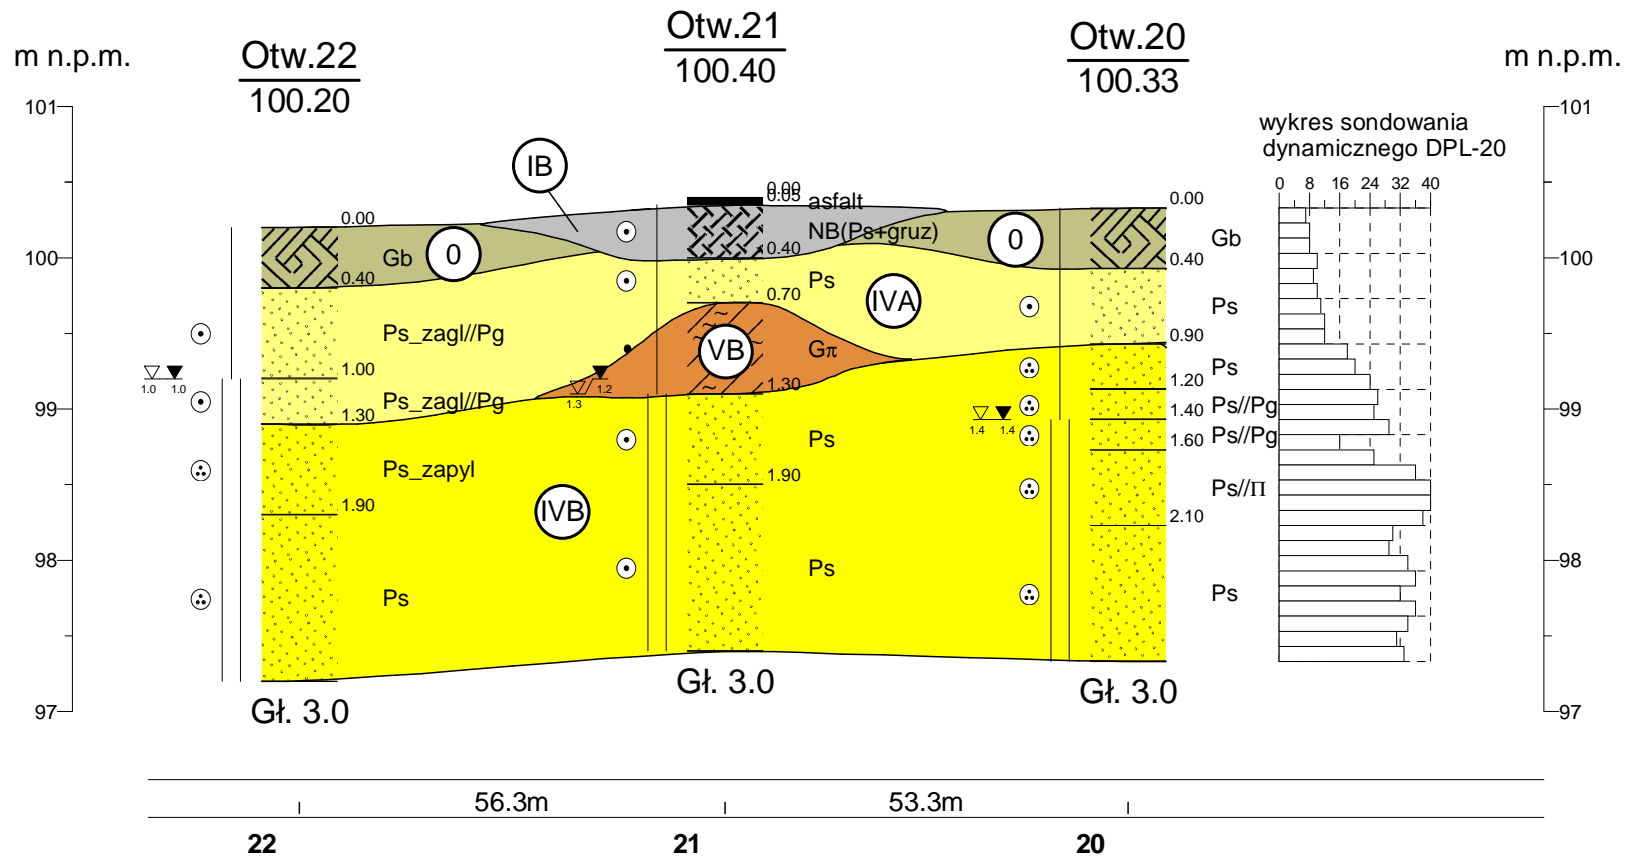 m n.p.m.
Otw.22
100.20
Otw.21
100.40
Otw.20
100.33
m n.p.m.
101
100
99
98
97
101
100
99
98
97
wykres sondowania
dynamicznego DPL-20
0 8 16 24 32 40
IB
0
0
IVA
VB
IVB
0.00
0.40
1.00
1.30
1.90
Gb
Ps_zagl//Pg
Ps_zagl//Pg
Ps_zapyl
Ps
1.0 1.0
Gł. 3.0
0.00
0.05
0.40
0.70
1.30
1.90
asfalt
NB(Ps+gruz)
Ps
Gπ
Ps
Ps
1.3 1.2
Gł. 3.0
0.00
0.40
0.90
1.20
1.40
1.60
2.10
Gb
Ps
Ps
Ps//Pg
Ps//Pg
Ps//Π
Ps
1.4 1.4
Gł. 3.0
56.3m
53.3m
22
21
20